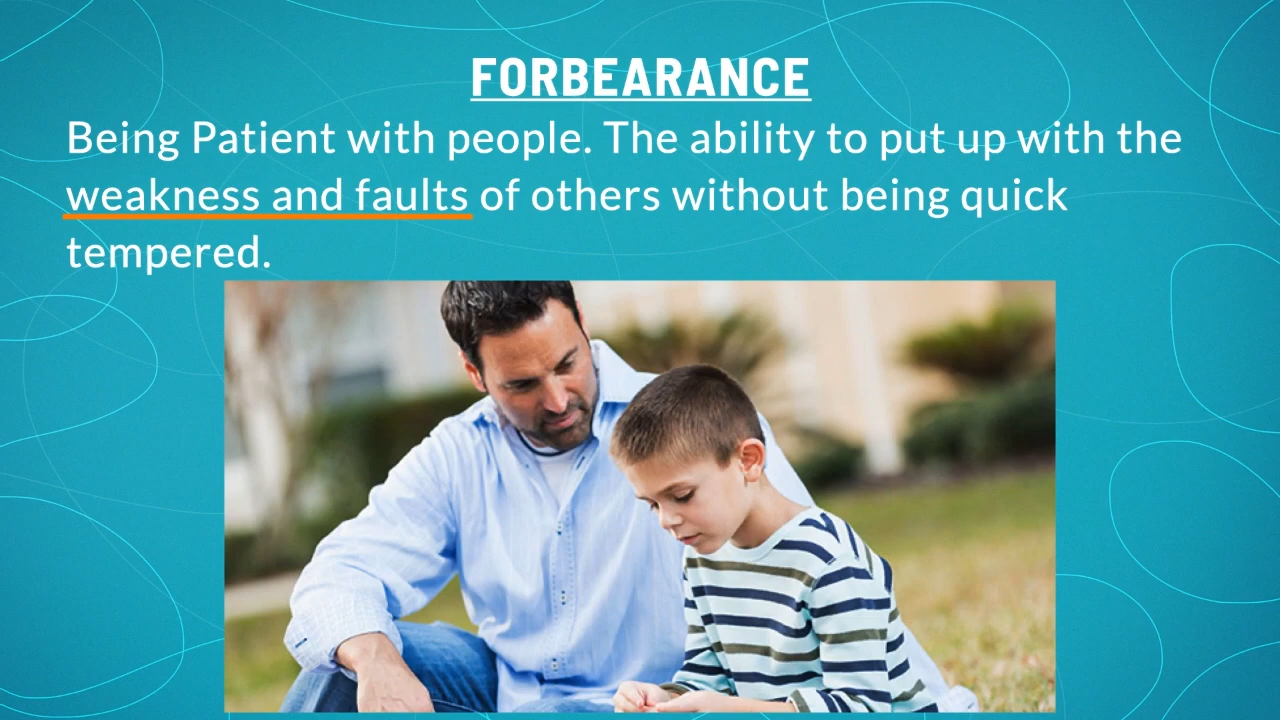 FORBEARANCE
Being Patient with people. The ability to put up with the
weakness and faults of others without being quick
tempered.